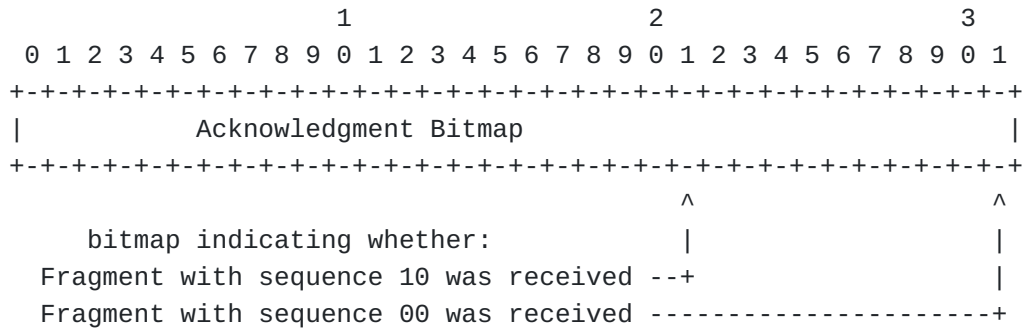 1                   2                   3
 0 1 2 3 4 5 6 7 8 9 0 1 2 3 4 5 6 7 8 9 0 1 2 3 4 5 6 7 8 9 0 1
+-+-+-+-+-+-+-+-+-+-+-+-+-+-+-+-+-+-+-+-+-+-+-+-+-+-+-+-+-+-+-+-+
|           Acknowledgment Bitmap                               |
+-+-+-+-+-+-+-+-+-+-+-+-+-+-+-+-+-+-+-+-+-+-+-+-+-+-+-+-+-+-+-+-+
                                           ^                   ^
     bitmap indicating whether:            |                   |
  Fragment with sequence 10 was received --+                   |
  Fragment with sequence 00 was received ----------------------+